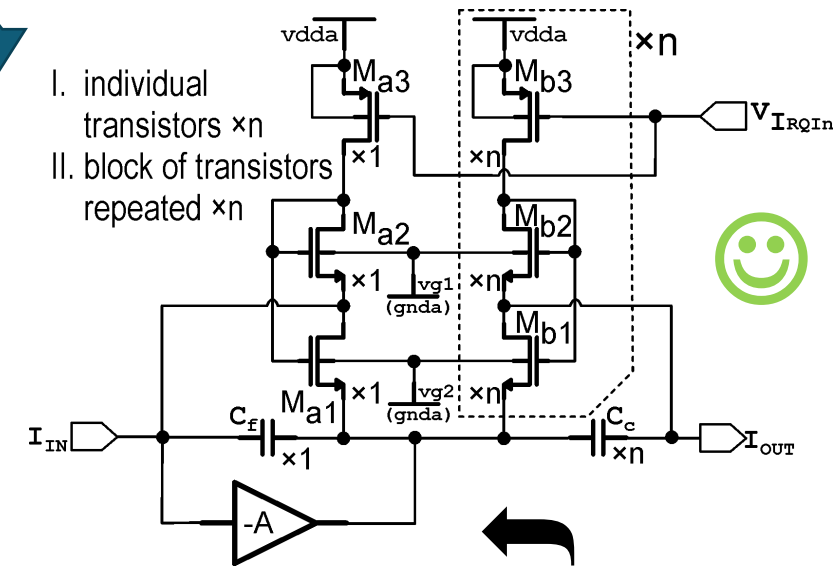 vdda
vdda
×n
I. individual
transistors ×n
II. block of transistors
repeated ×n
Ma3
Mb3
VIRQIn
×1
×n
Ma2
Mb2
×1
×n
vg1
(gnda)
Mb1
×1
×n
vg2
(gnda)
Ma1
Cf
Cc
IIN
×1
×n
IOUT
-A